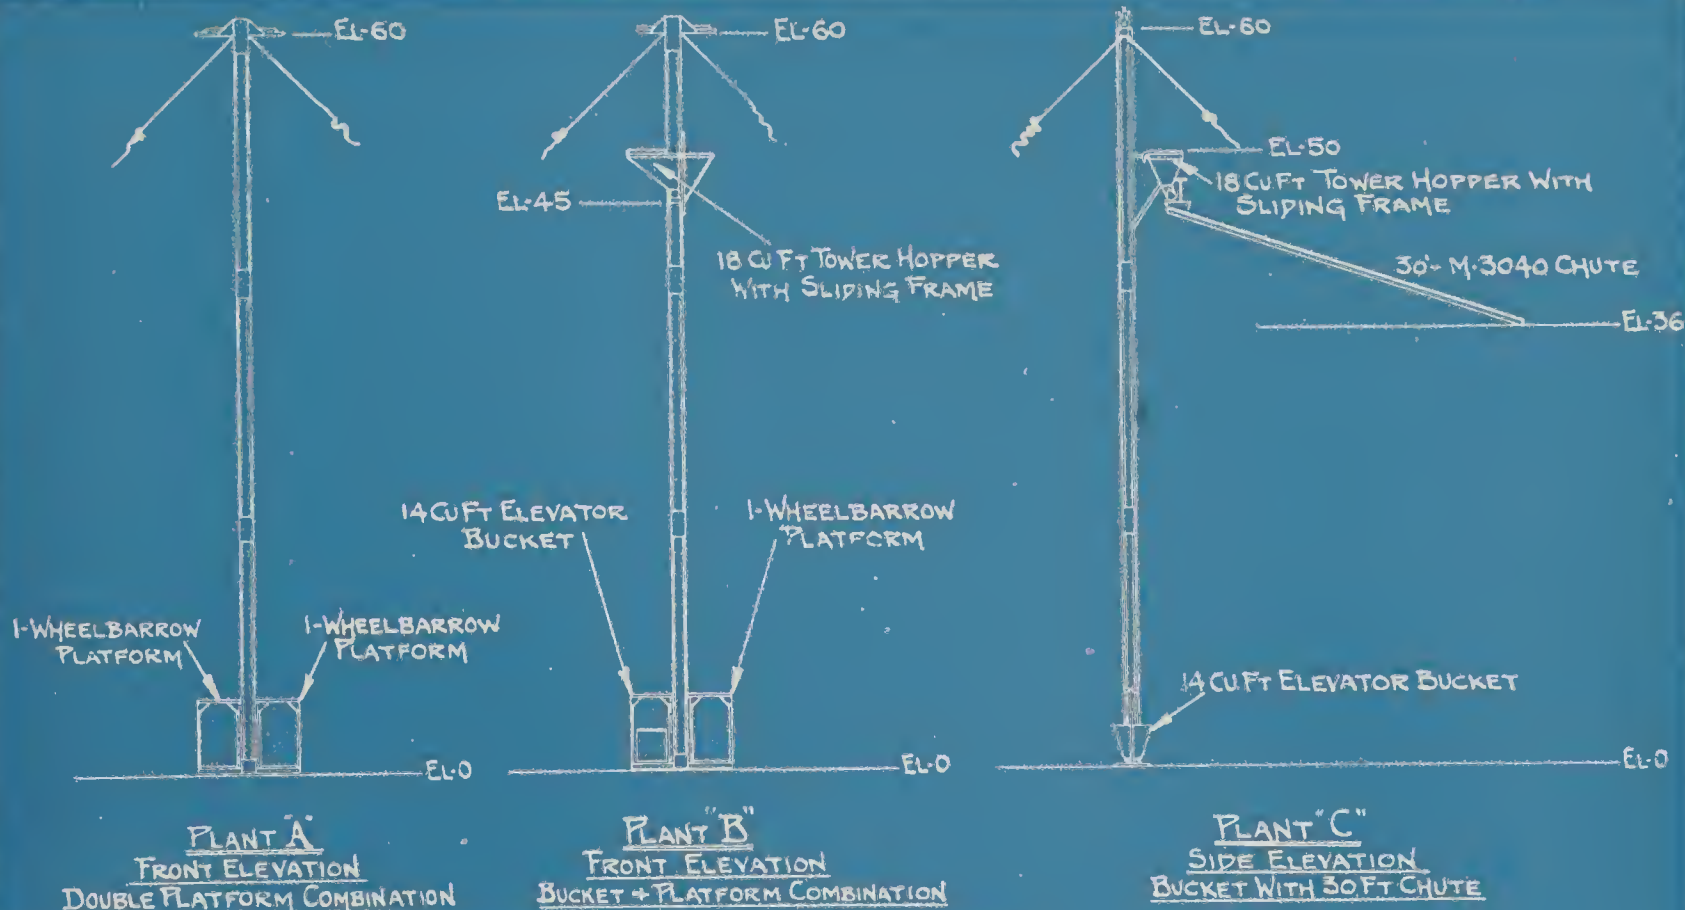 EL-60
1-WHEELBARROW
PLATFORM
1-WHEELBARROW
PLATFORM
EL-0
PLANT "A"
FRONT ELEVATION
DOUBLE PLATFORM COMBINATION
EL-60
EL-45
18 CU FT TOWER HOPPER
WITH SLIDING FRAME
14 CU FT ELEVATOR
BUCKET
1-WHEELBARROW
PLATFORM
EL-0
PLANT "B"
FRONT ELEVATION
BUCKET + PLATFORM COMBINATION
EL-60
EL-50
18 CU FT TOWER HOPPER WITH
SLIDING FRAME
30'- M-3040 CHUTE
EL-36
14 CU. FT ELEVATOR BUCKET
EL-0
PLANT "C"
SIDE ELEVATION
BUCKET WITH 30 FT CHUTE